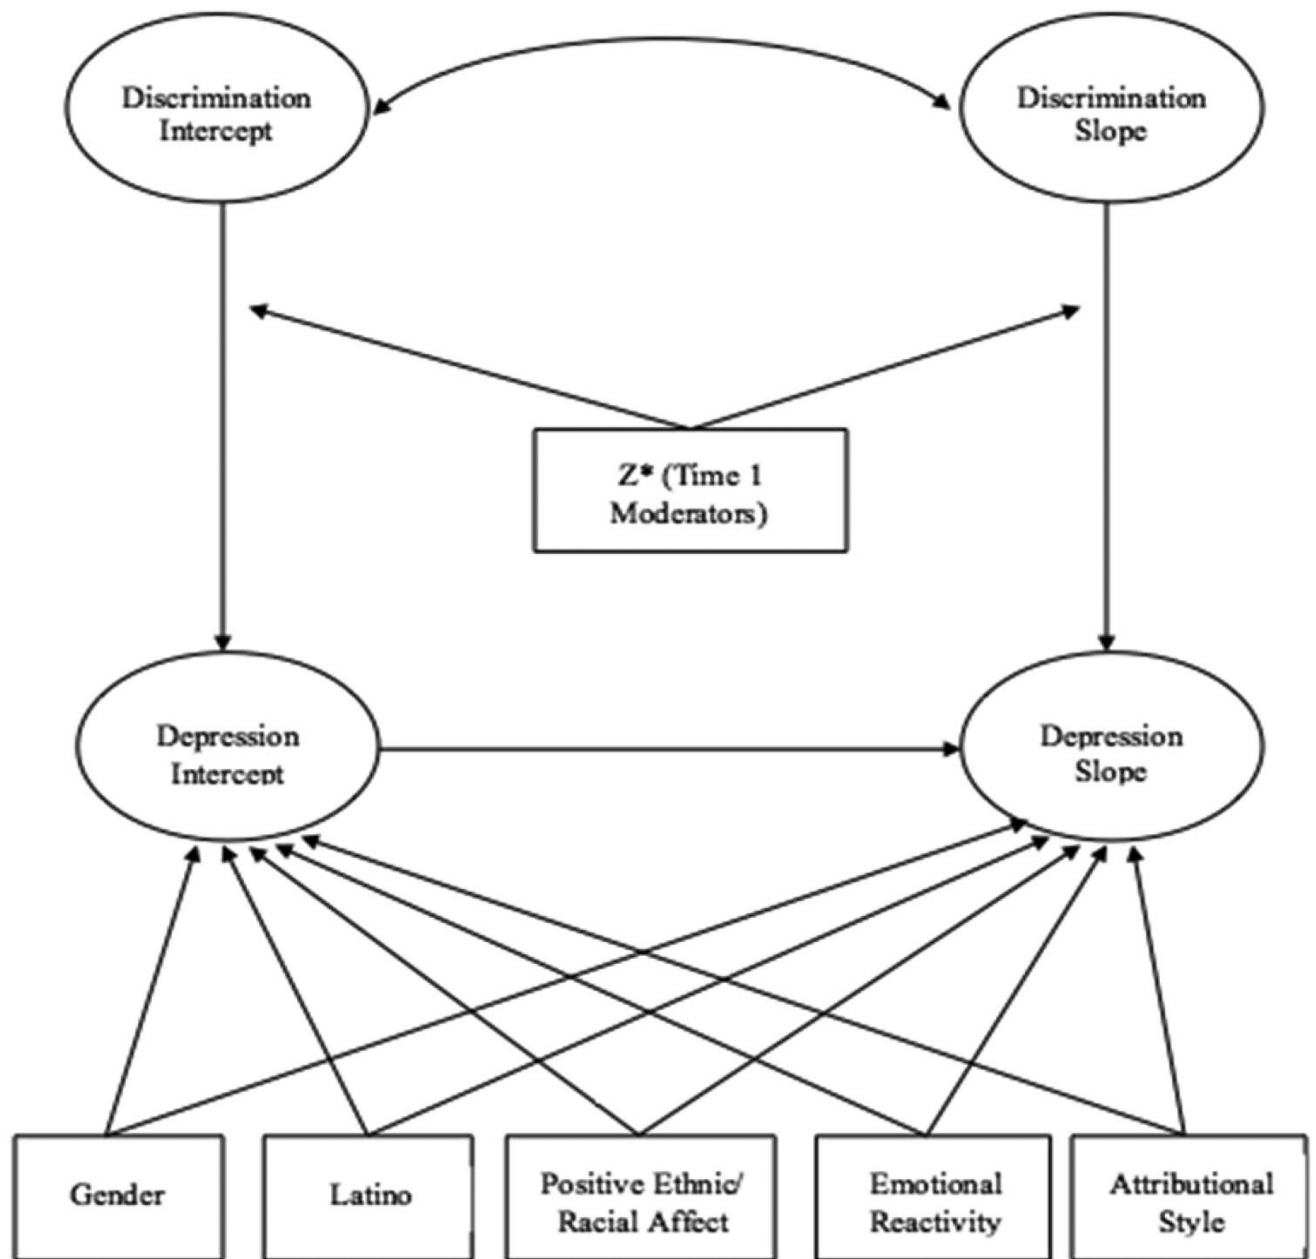 Discrimination
Intercept
Discrimination
Slope
Z* (Time 1
Moderators)
Depression
Intercept
Depression
Slope
Gender
Latino
Positive Ethnic/
Racial Affect
Emotional
Reactivity
Attributional
Style